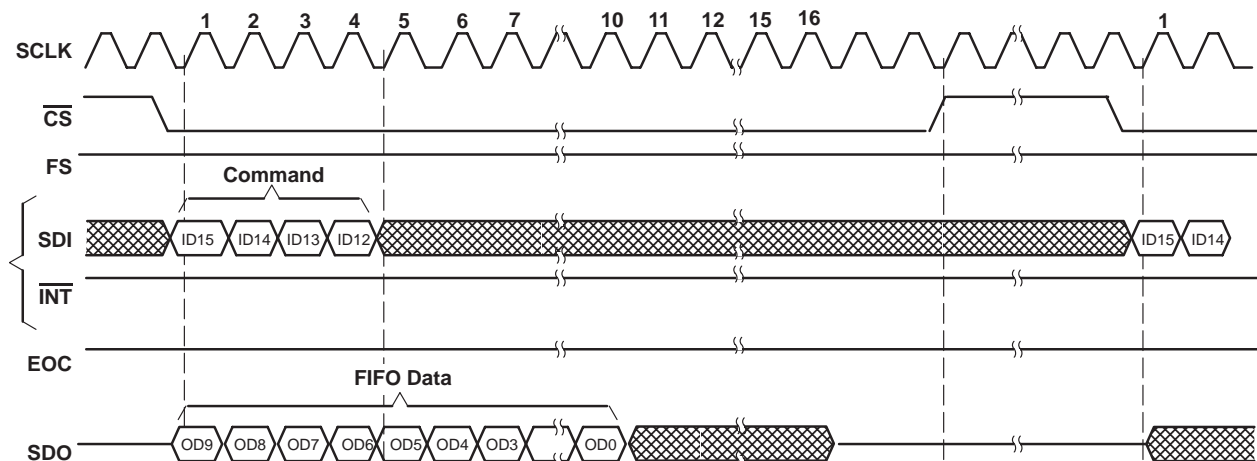 1 2 3 4 5 6 7 10 11 12 15 16 1
SCLK
CS
FS
Command
SDI ID15 ID14 ID13 ID12 ID15 ID14
INT
EOC
FIFO Data
SDO OD9 OD8 OD7 OD6 OD5 OD4 OD3 OD0